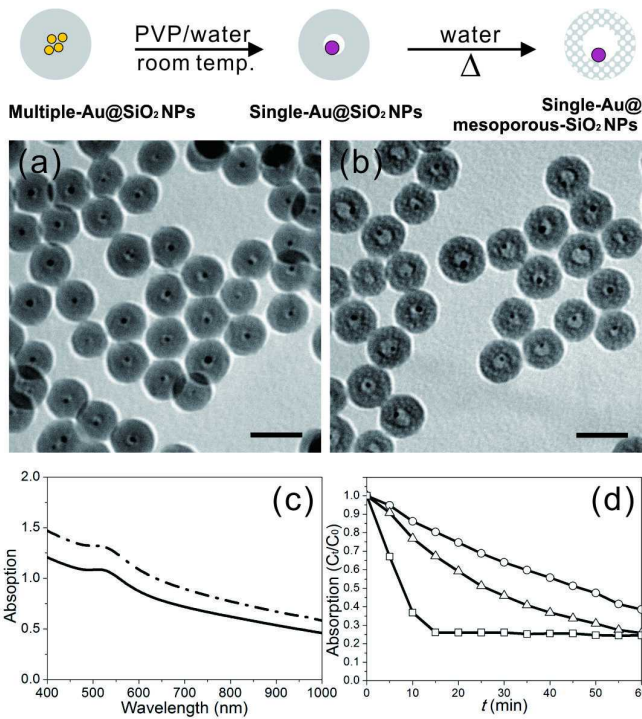 PVP/water
room temp.
water
Δ
Multiple-Au@SiO₂ NPs
Single-Au@SiO₂ NPs
Single-Au@
mesoporous-SiO₂ NPs
(a)
(b)
(c)
2.0
1.5
1.0
0.5
0.0
Absoption
400 500 600 700 800 900 1000
Wavelength (nm)
(d)
1.0
0.9
0.8
0.7
0.6
0.5
0.4
0.3
0.2
Absorption (Cₜ/C₀)
0 10 20 30 40 50 60
t (min)